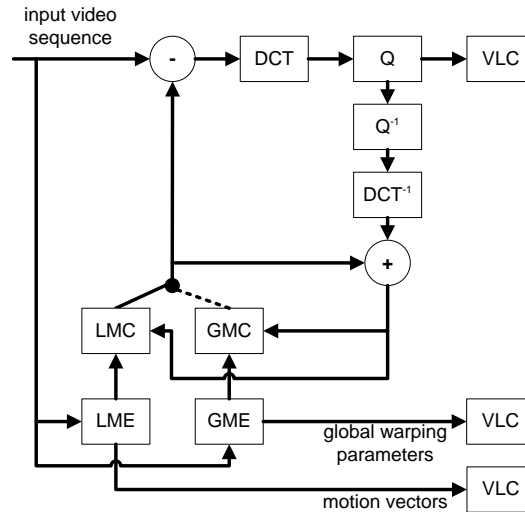 input video
sequence
-
DCT
Q
VLC
Q-1
DCT-1
+
LMC
GMC
LME
GME
global warping
parameters
VLC
motion vectors
VLC